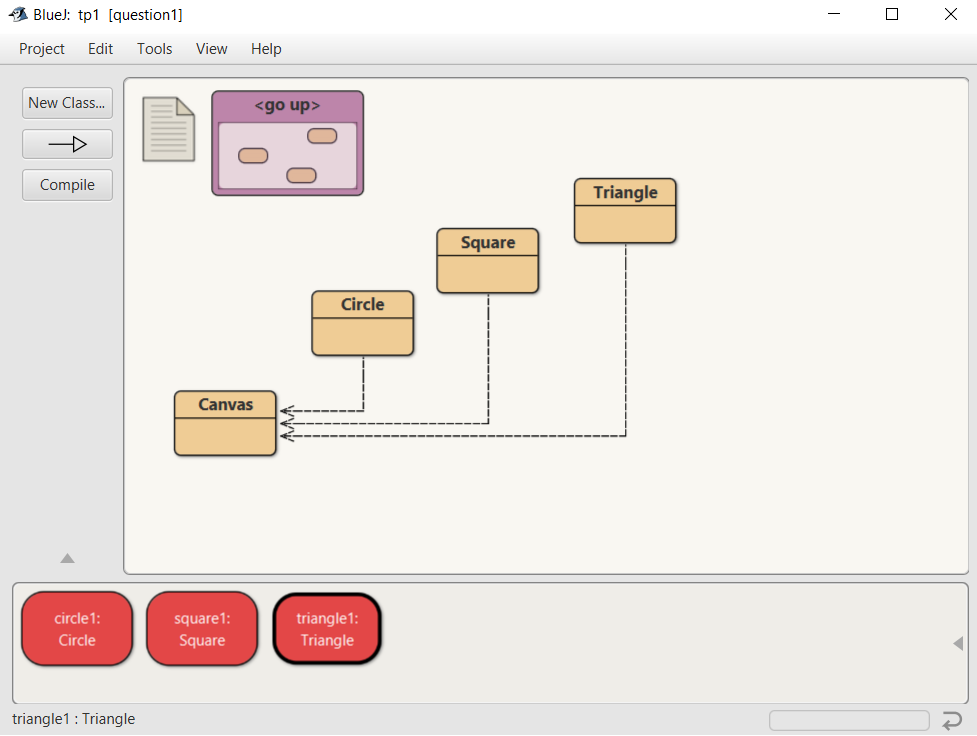 BlueJ:  tp1  [question1]
Project Edit Tools View Help
New Class...
Compile
<go up>
Triangle
Square
Circle
Canvas
circle1:
Circle
square1:
Square
triangle1:
Triangle
triangle1 : Triangle